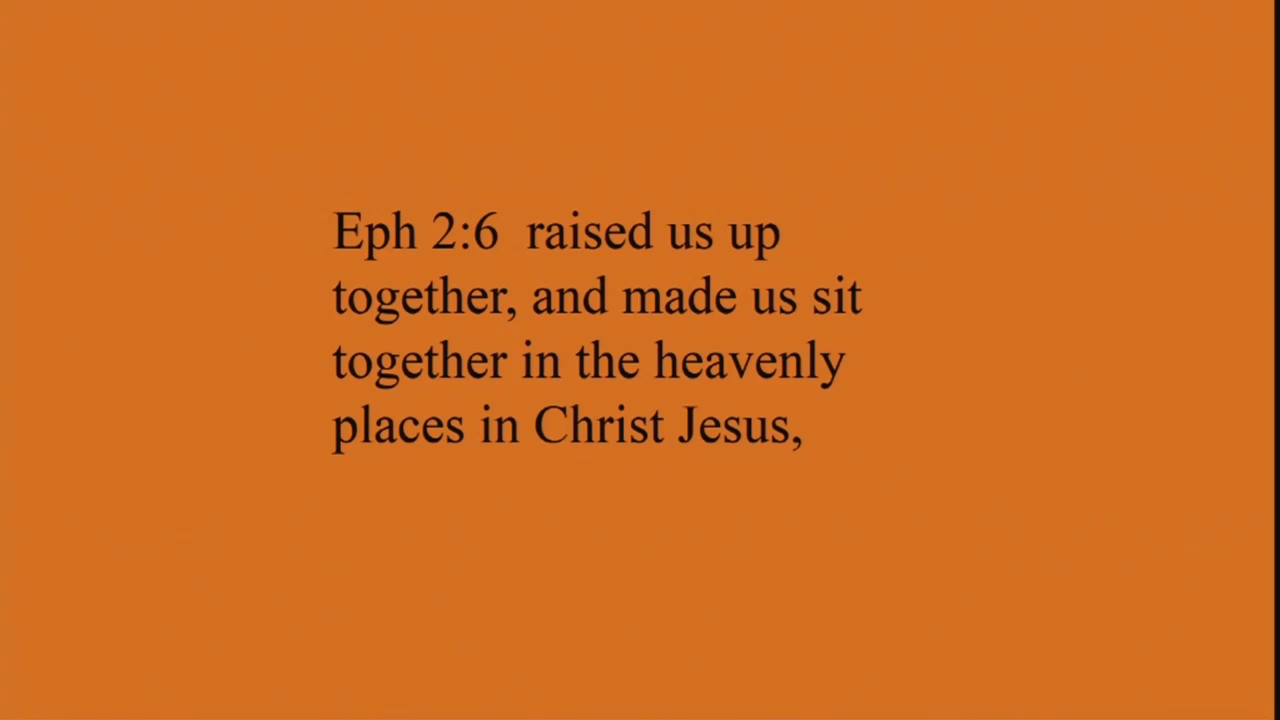 Eph 2:6  raised us up
together, and made us sit
together in the heavenly
places in Christ Jesus,